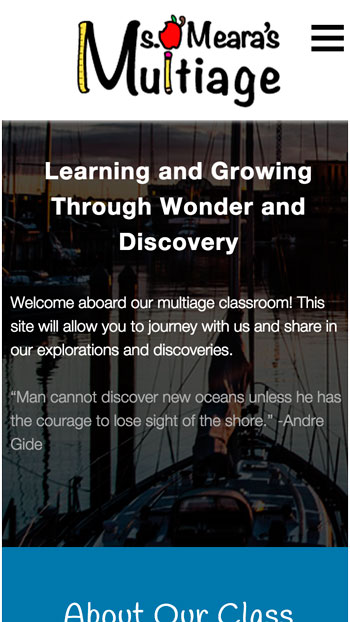 Ms. O'Meara's
Multiage
Learning and Growing
Through Wonder and
Discovery
Welcome aboard our multiage classroom! This
site will allow you to journey with us and share in
our explorations and discoveries.
“Man cannot discover new oceans unless he has
the courage to lose sight of the shore.” -Andre
Gide
About Our Class